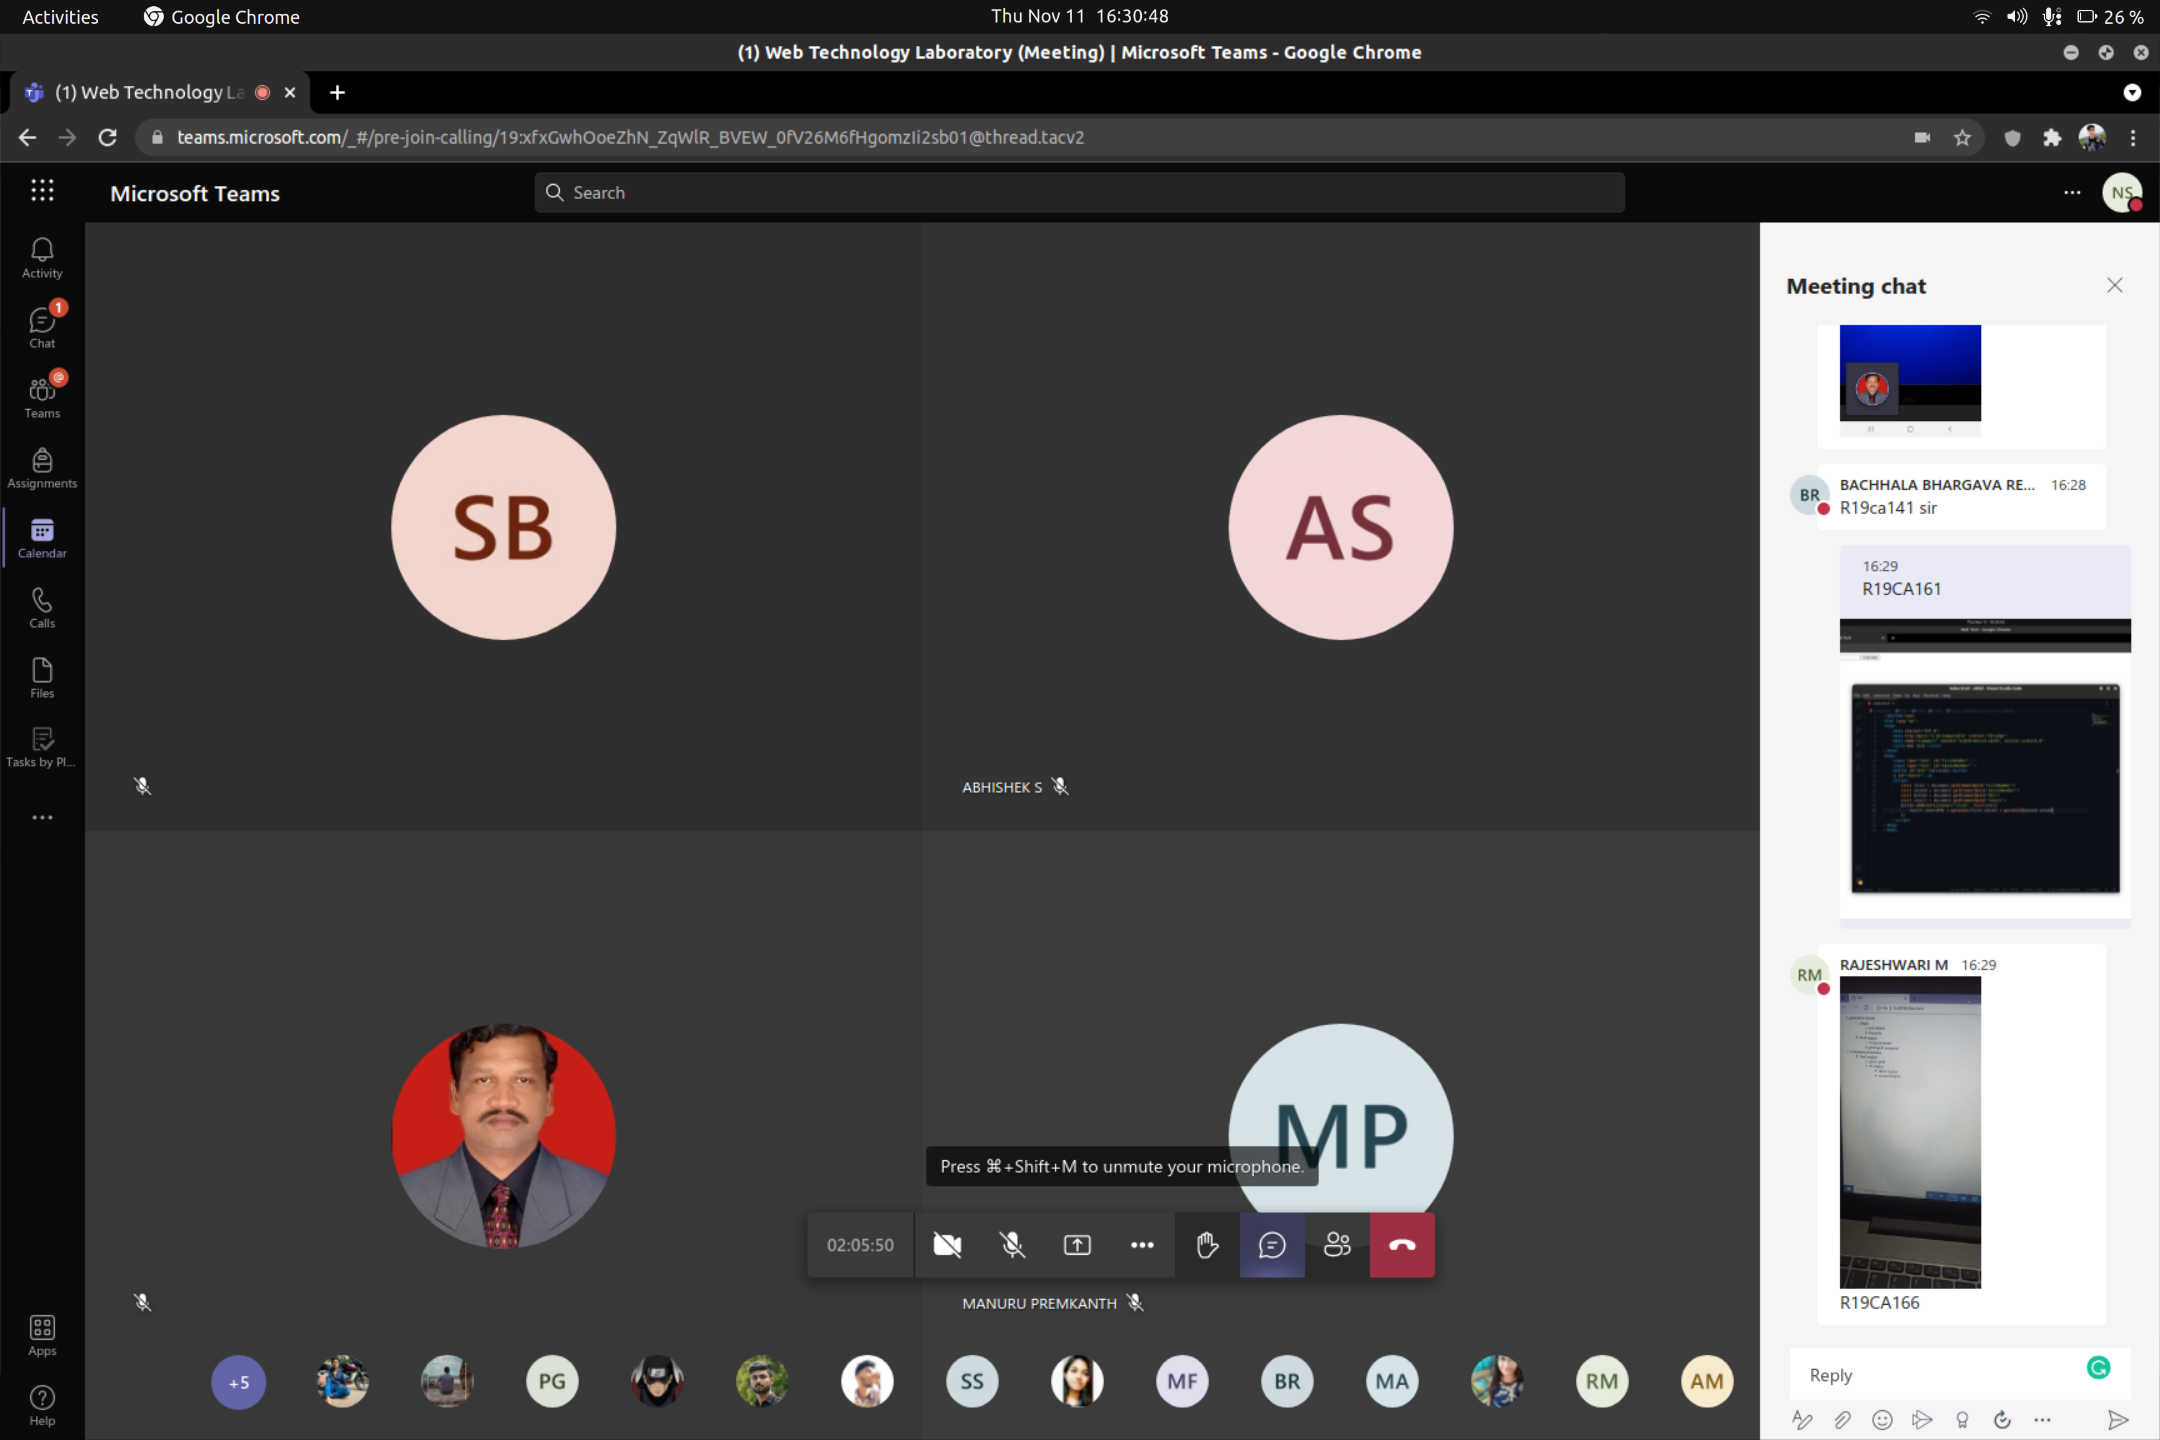 Activities
Google Chrome
Thu Nov 11 16:30:48
26 %
(1) Web Technology Laboratory (Meeting) | Microsoft Teams - Google Chrome
(1) Web Technology La
teams.microsoft.com/_#/pre-join-calling/19:xfxGwhOoeZhN_ZqWlR_BVEW_0fV26M6fHgomzIi2sb01@thread.tacv2
Microsoft Teams
Search
NS
Activity
1
Chat
@
Teams
Assignments
Calendar
Calls
Files
Tasks by Pl...
Apps
Help
SB
AS
ABHISHEK S
MP
Press ⌘+Shift+M to unmute your microphone.
02:05:50
MANURU PREMKANTH
+5
PG
SS
MF
BR
MA
RM
AM
Meeting chat
BR
BACHHALA BHARGAVA RE... 16:28
R19ca141 sir
16:29
R19CA161
RM
RAJESHWARI M 16:29
R19CA166
Reply